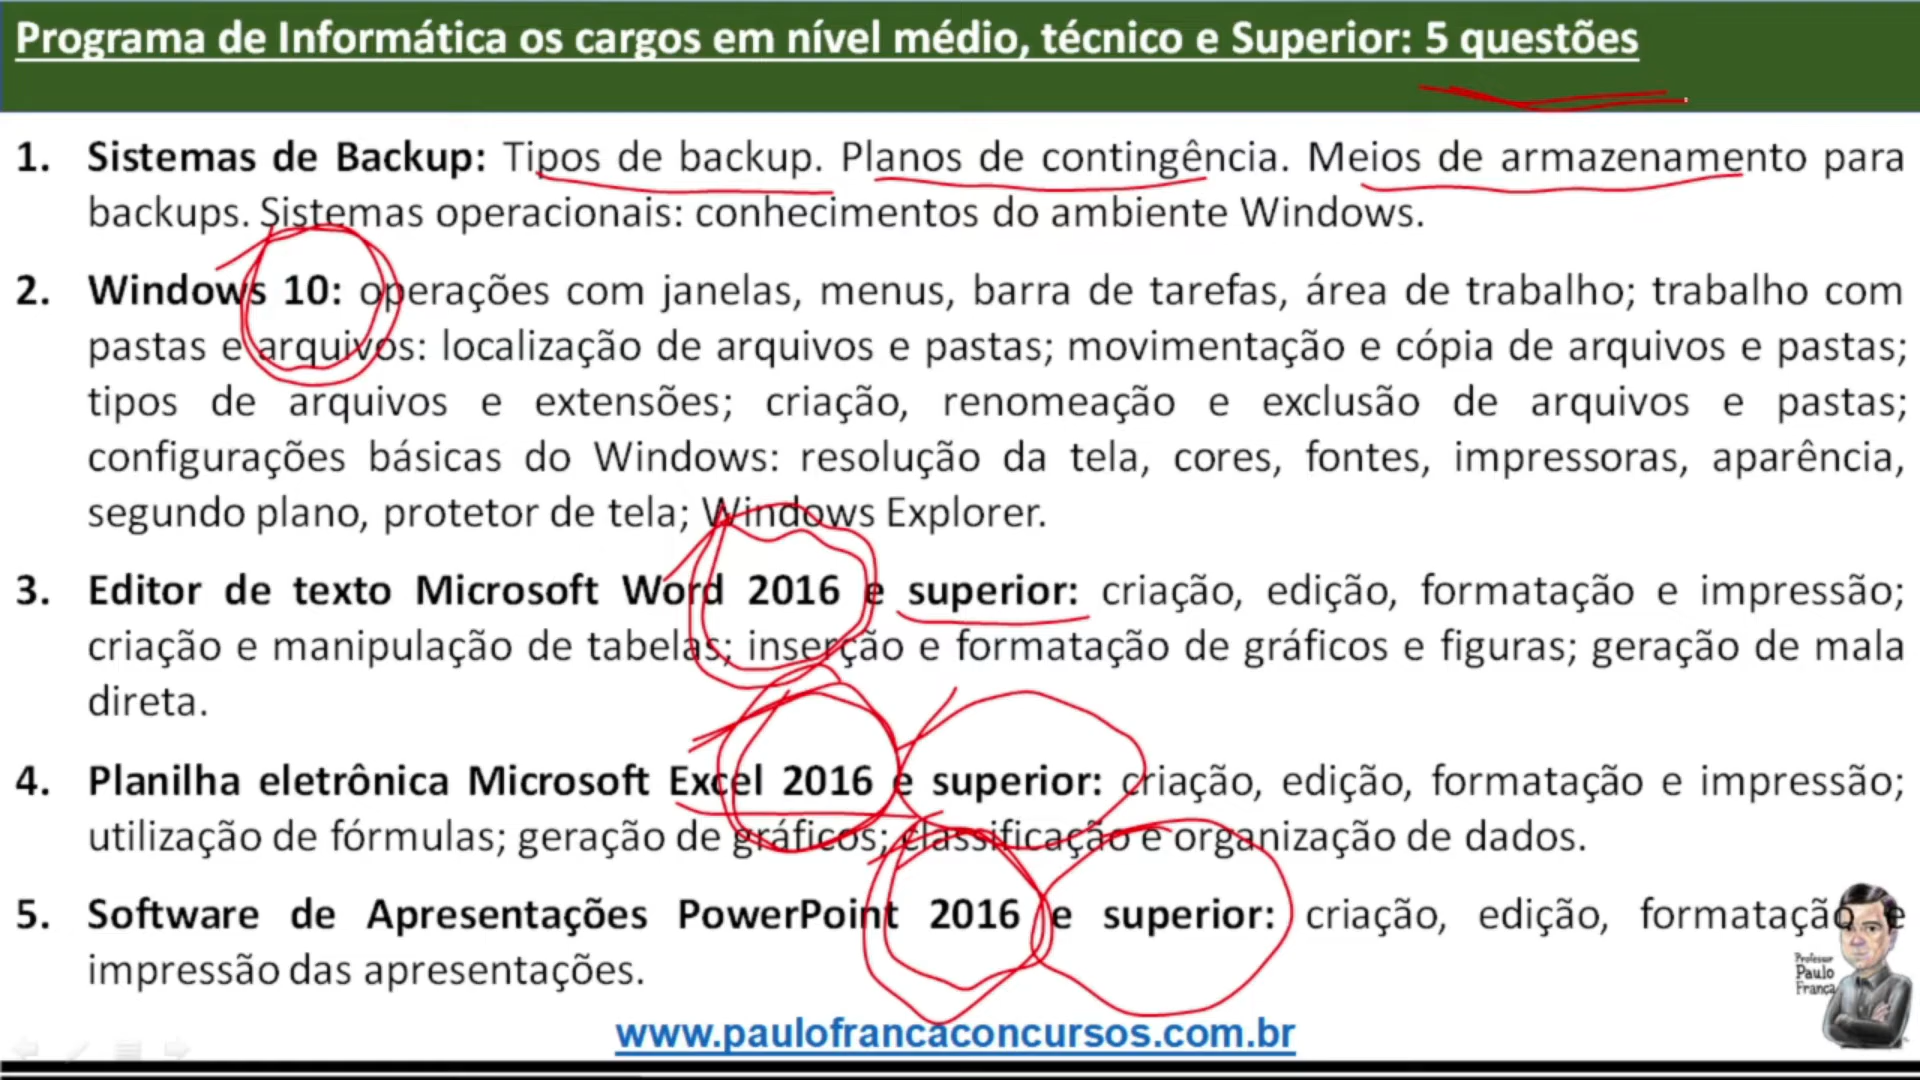 Programa de Informática os cargos em nível médio, técnico e Superior: 5 questões
1. Sistemas de Backup: Tipos de backup. Planos de contingência. Meios de armazenamento para
backups. Sistemas operacionais: conhecimentos do ambiente Windows.
2. Windows 10: operações com janelas, menus, barra de tarefas, área de trabalho; trabalho com
pastas e arquivos: localização de arquivos e pastas; movimentação e cópia de arquivos e pastas;
tipos de arquivos e extensões; criação, renomeação e exclusão de arquivos e pastas;
configurações básicas do Windows: resolução da tela, cores, fontes, impressoras, aparência,
segundo plano, protetor de tela; Windows Explorer.
3. Editor de texto Microsoft Word 2016 e superior: criação, edição, formatação e impressão;
criação e manipulação de tabelas; inserção e formatação de gráficos e figuras; geração de mala
direta.
4. Planilha eletrônica Microsoft Excel 2016 e superior: criação, edição, formatação e impressão;
utilização de fórmulas; geração de gráficos; classificação e organização de dados.
5. Software de Apresentações PowerPoint 2016 e superior: criação, edição, formatação e
impressão das apresentações.
Professor
Paulo
França
www.paulofrancaconcursos.com.br